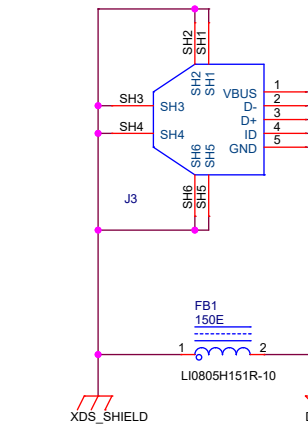 SH2
SH1
SH2
SH1
VBUS 1
D- 2
SH3 SH3
D+ 3
SH4 SH4
ID 4
GND 5
SH6
SH5
J3
SH6
SH5
FB1
150E
1 2
LI0805H151R-10
XDS_SHIELD